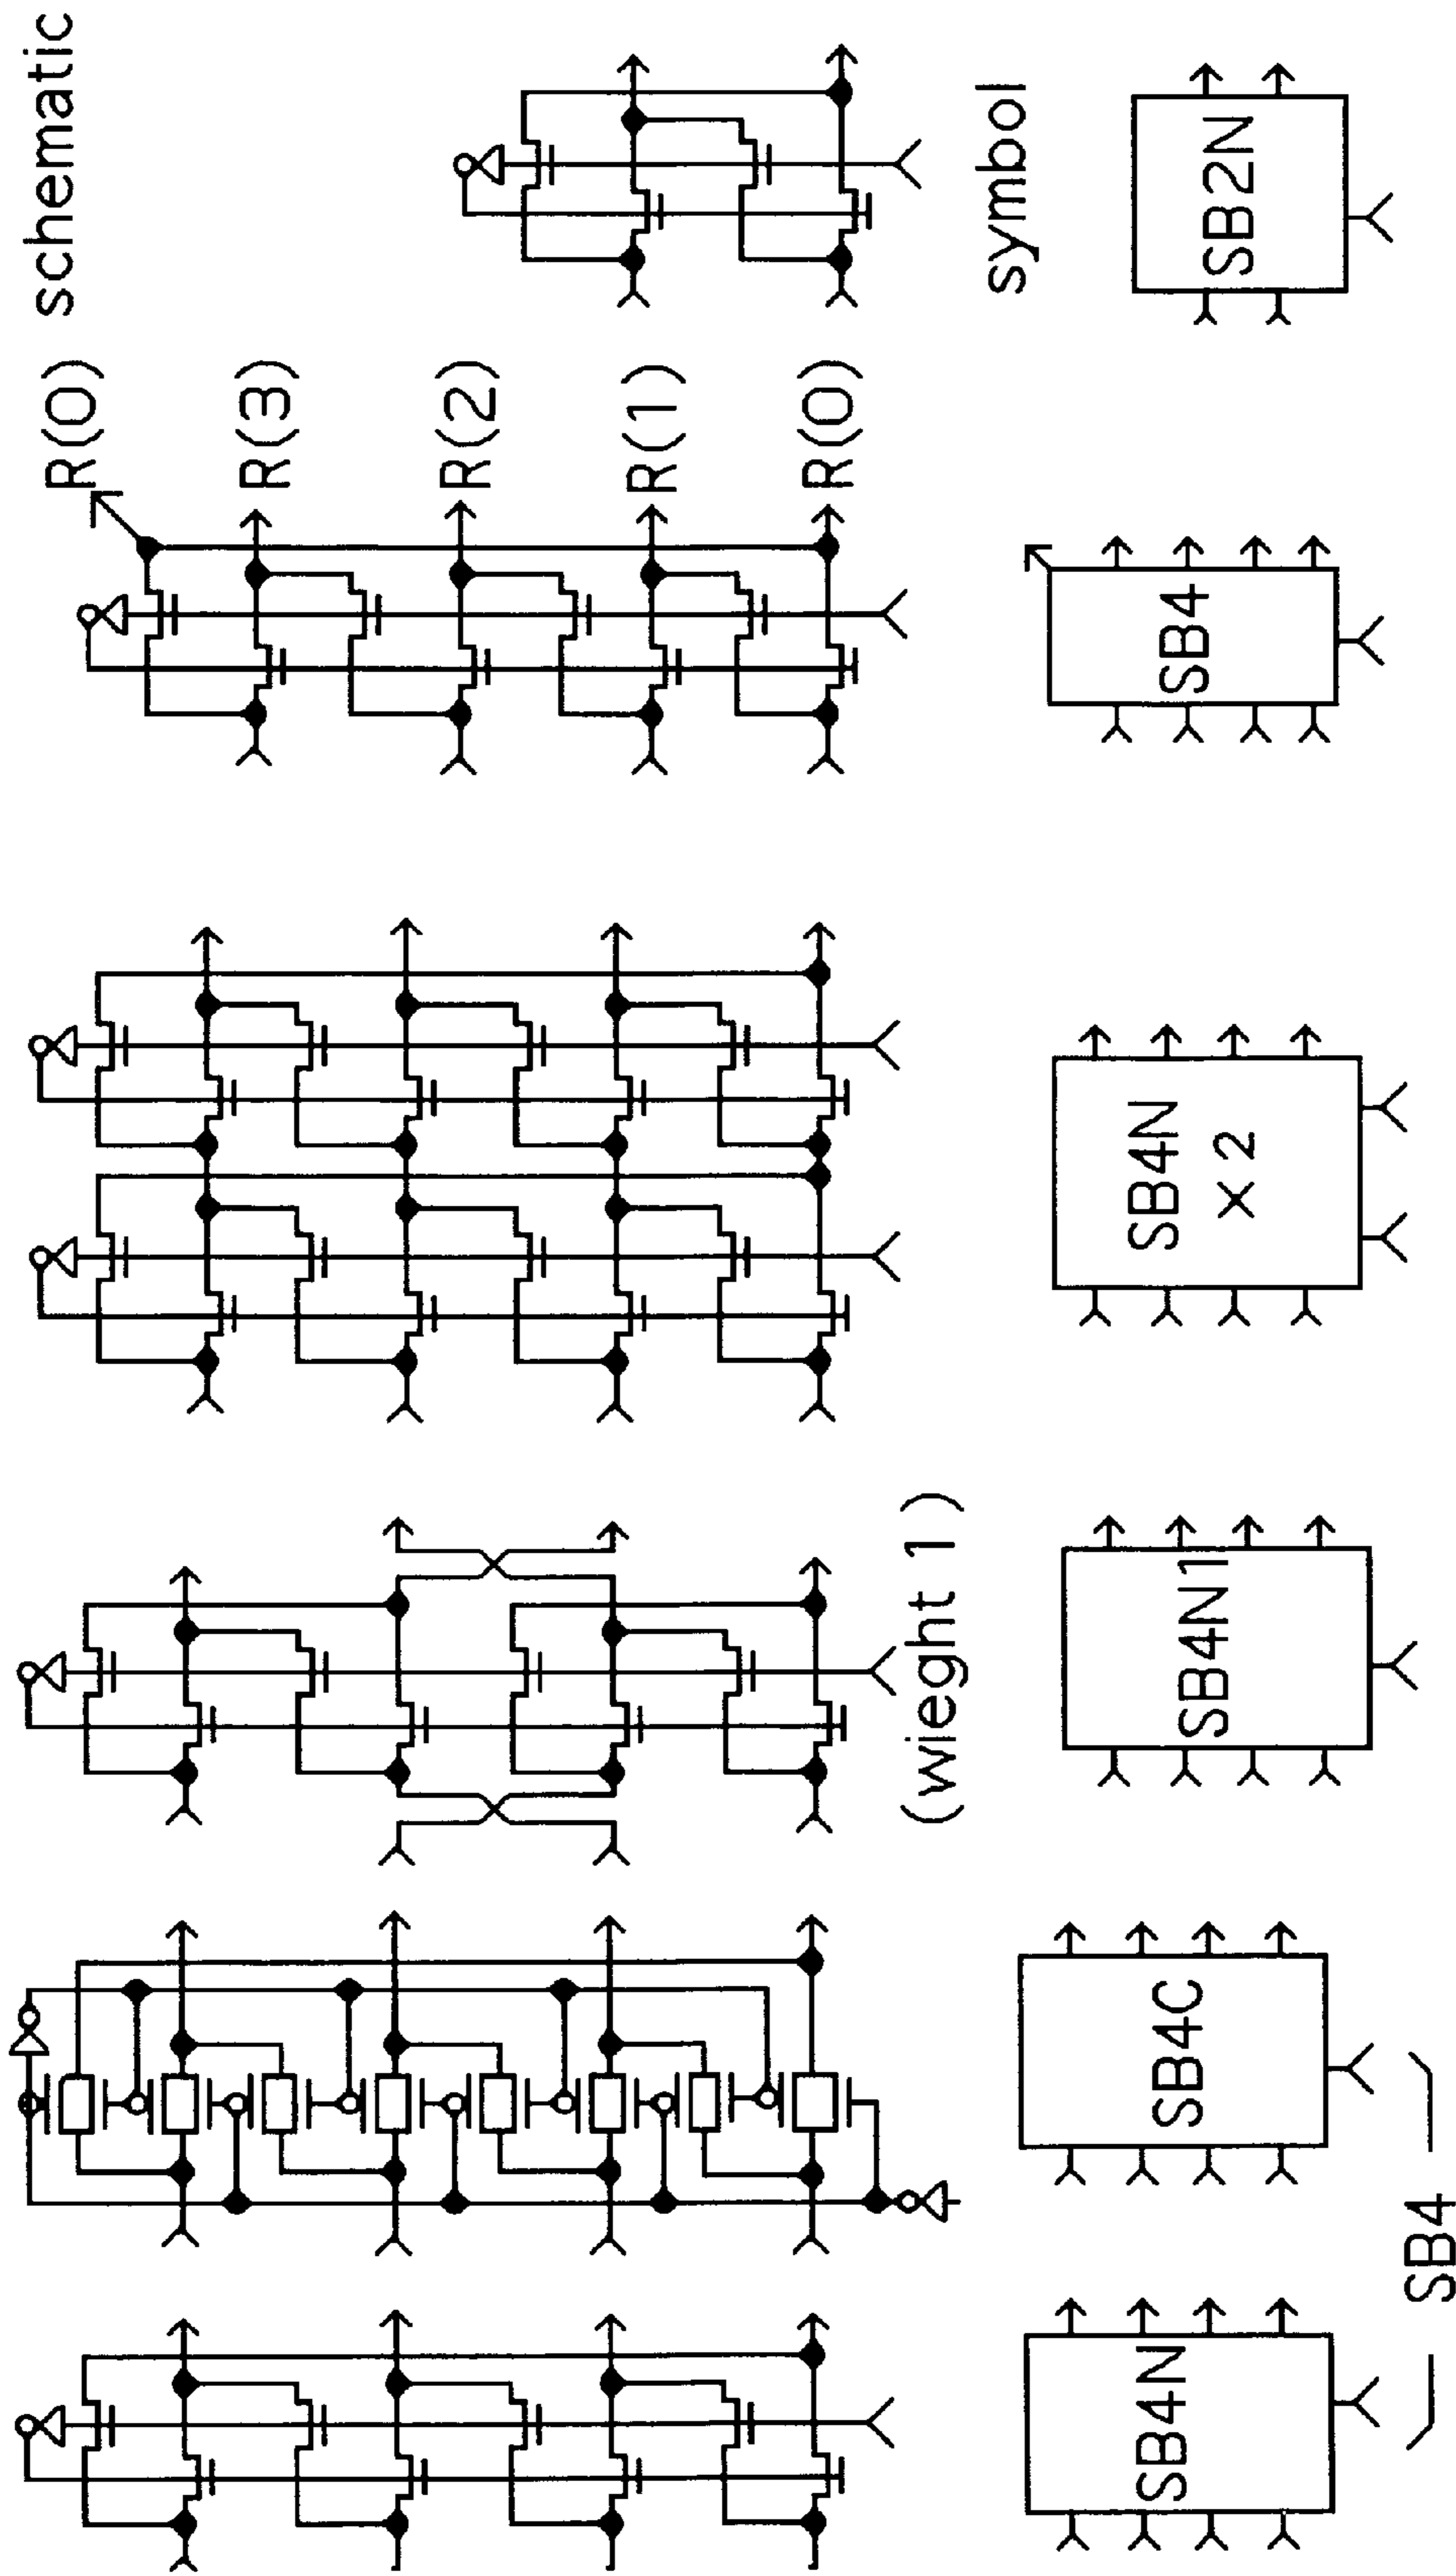 schematic
R(0)
R(3)
R(2)
R(1)
R(0)
(wieght 1)
symbol
SB4N
SB4C
SB4N1
SB4N
×2
SB4
SB2N
SB4